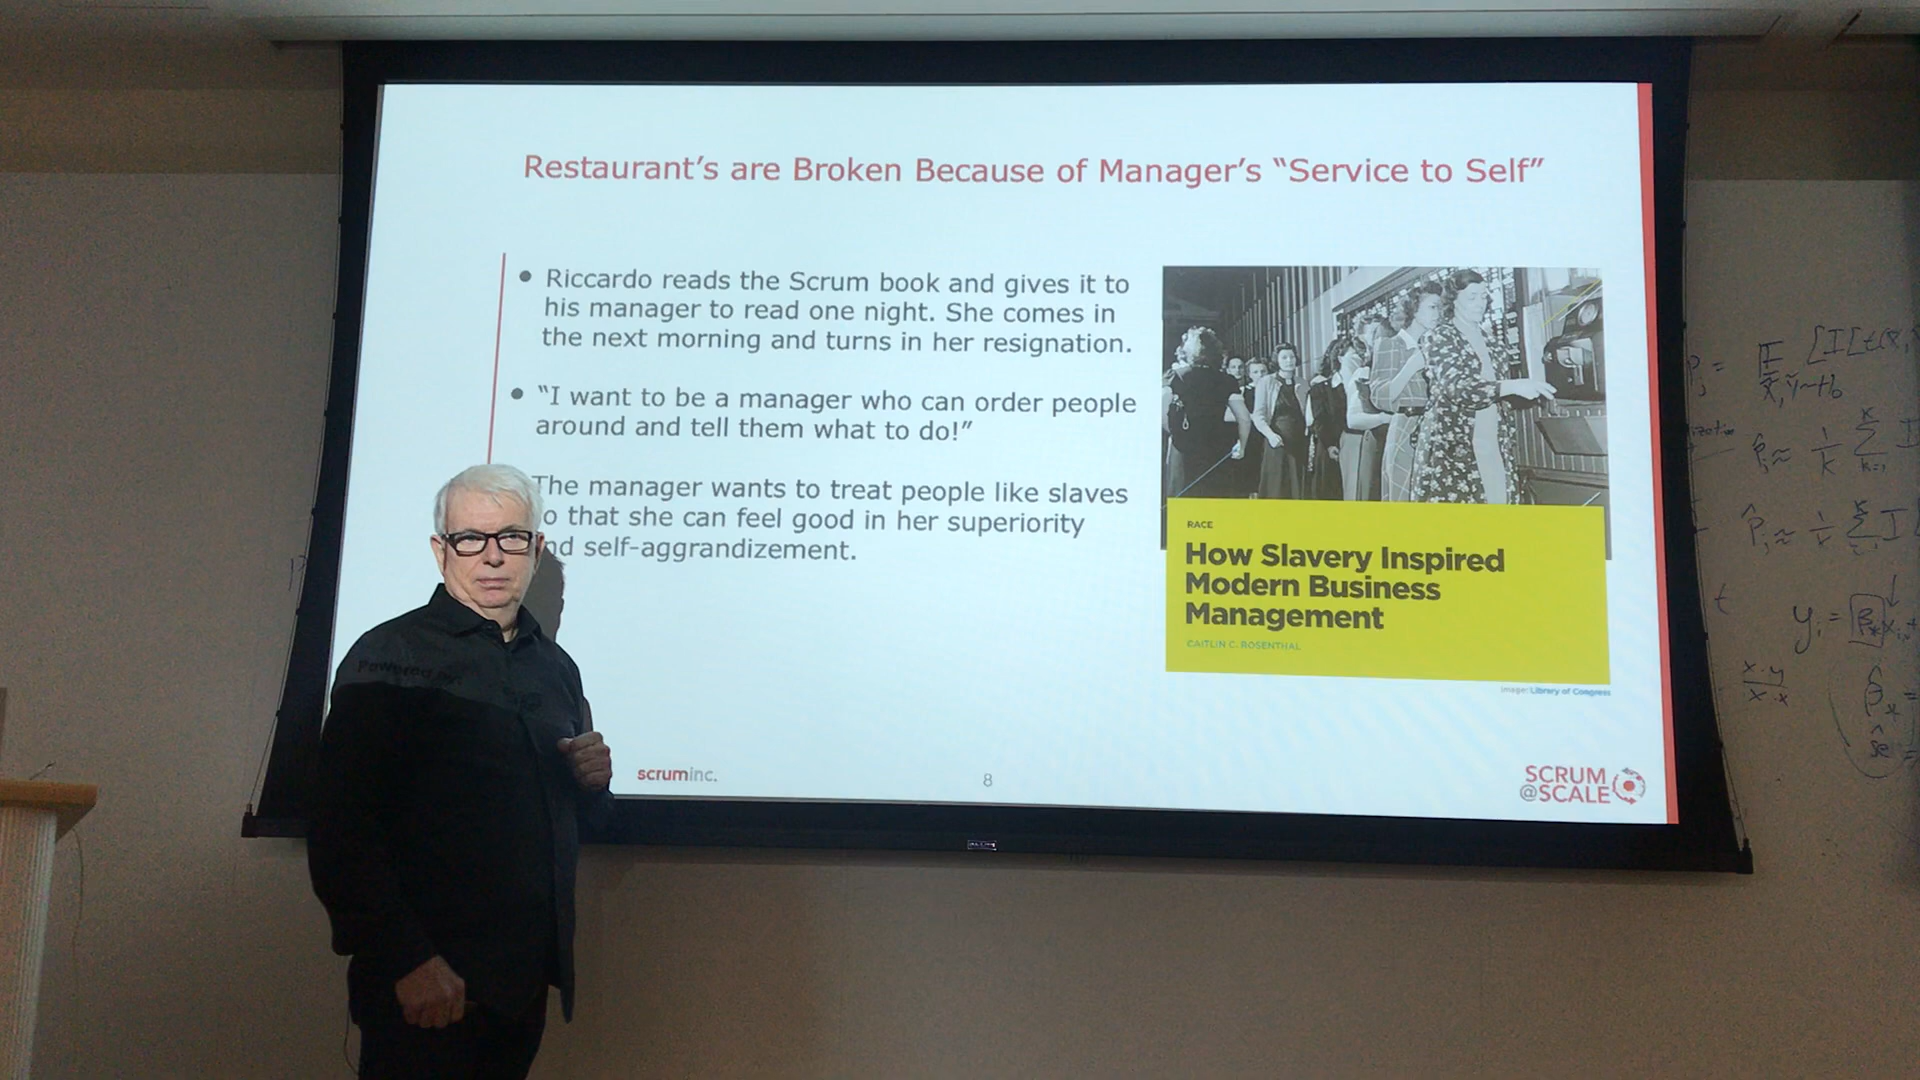 Restaurant’s are Broken Because of Manager’s “Service to Self”
Riccardo reads the Scrum book and gives it to
his manager to read one night. She comes in
the next morning and turns in her resignation.
“I want to be a manager who can order people
around and tell them what to do!”
The manager wants to treat people like slaves
o that she can feel good in her superiority
nd self-aggrandizement.
RACE
How Slavery Inspired
Modern Business
Management
CAITLIN C. ROSENTHAL
Image: Library of Congress
Powered by:
scruminc.
8
SCRUM
@SCALE
x·y
x·x